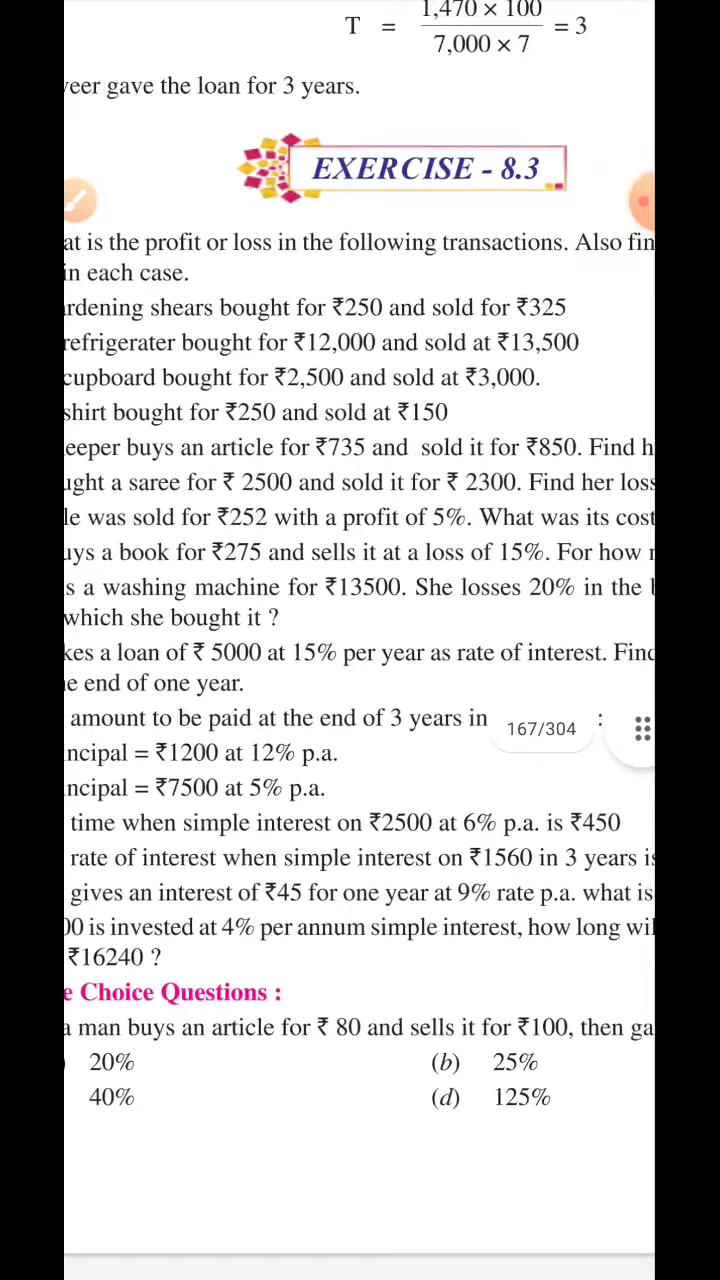 T = 1,470 × 100 / 7,000 × 7 = 3
veer gave the loan for 3 years.
EXERCISE - 8.3
at is the profit or loss in the following transactions. Also fin
in each case.
ardening shears bought for ₹250 and sold for ₹325
refrigerater bought for ₹12,000 and sold at ₹13,500
cupboard bought for ₹2,500 and sold at ₹3,000.
shirt bought for ₹250 and sold at ₹150
eeper buys an article for ₹735 and sold it for ₹850. Find h
ught a saree for ₹ 2500 and sold it for ₹ 2300. Find her loss
le was sold for ₹252 with a profit of 5%. What was its cost
uys a book for ₹275 and sells it at a loss of 15%. For how
s a washing machine for ₹13500. She losses 20% in the
which she bought it ?
kes a loan of ₹ 5000 at 15% per year as rate of interest. Find
e end of one year.
amount to be paid at the end of 3 years in :
167/304
ncipal = ₹1200 at 12% p.a.
ncipal = ₹7500 at 5% p.a.
time when simple interest on ₹2500 at 6% p.a. is ₹450
rate of interest when simple interest on ₹1560 in 3 years is
gives an interest of ₹45 for one year at 9% rate p.a. what is
00 is invested at 4% per annum simple interest, how long wil
₹16240 ?
e Choice Questions :
a man buys an article for ₹ 80 and sells it for ₹100, then ga
20% (b) 25%
40% (d) 125%